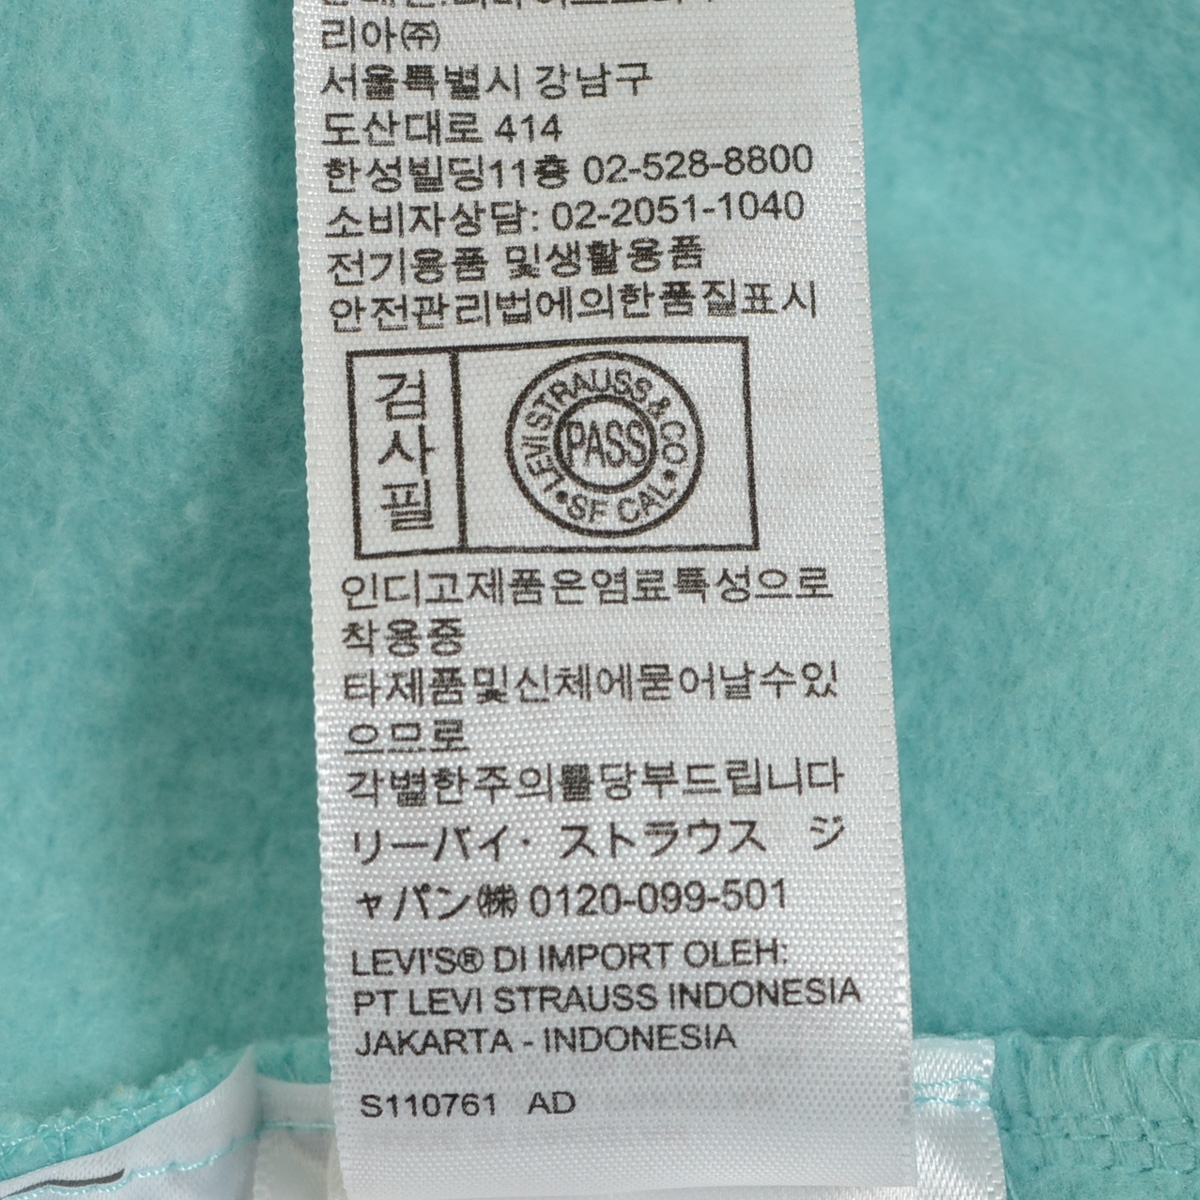 리아㈜
서울특별시 강남구
도산대로 414
한성빌딩11층 02-528-8800
소비자상담: 02-2051-1040
전기용품 및생활용품
안전관리법에의한품질표시
검사필
LEVI STRAUSS & CO
PASS
SF CAL
인디고제품은염료특성으로
착용중
타제품및신체에묻어날수있
으므로
각별한주의를당부드립니다
リーバイ・ストラウス ジ
ャパン㈱ 0120-099-501
LEVI'S® DI IMPORT OLEH:
PT LEVI STRAUSS INDONESIA
JAKARTA - INDONESIA
S110761 AD